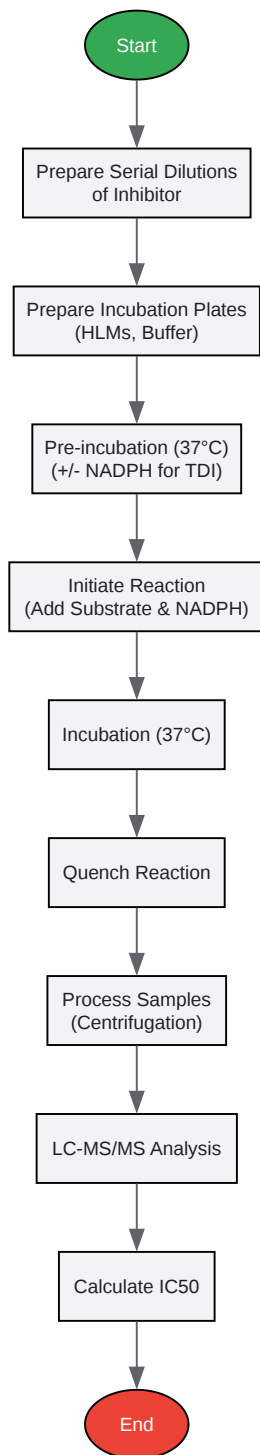 Start
Prepare Serial Dilutions
of Inhibitor
Prepare Incubation Plates
(HLMs, Buffer)
Pre-incubation (37°C)
(+/- NADPH for TDI)
Initiate Reaction
(Add Substrate & NADPH)
Incubation (37°C)
Quench Reaction
Process Samples
(Centrifugation)
LC-MS/MS Analysis
Calculate IC50
End